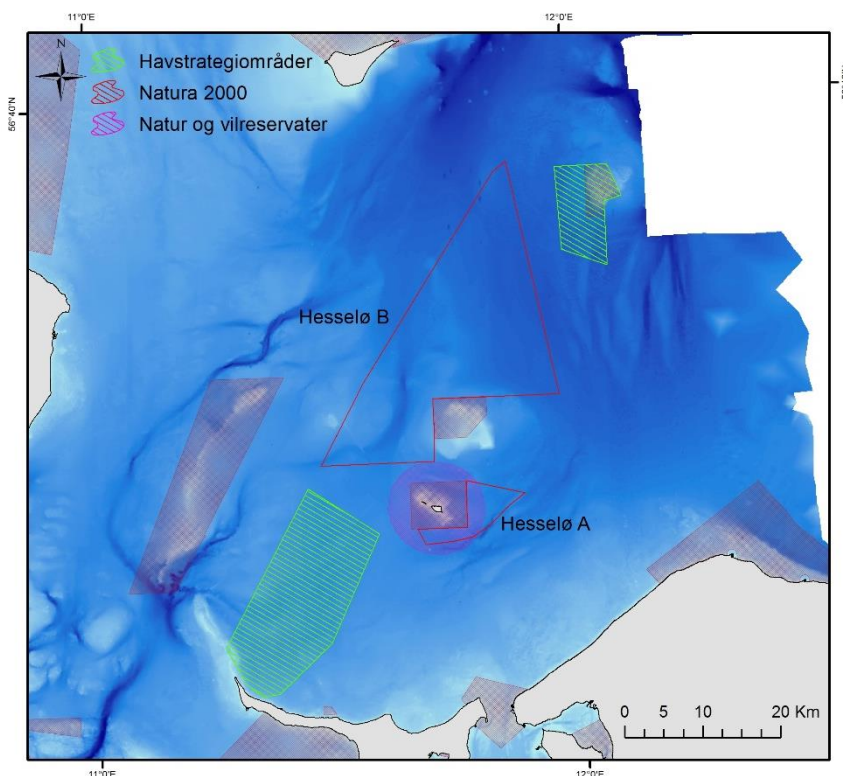 11°0'E
12°0'E
N
Havstrategiområder
Natura 2000
Natur og vilreservater
56°40'N
Hesselø B
Hesselø A
0 5 10 20 Km
11°0'E
12°0'E